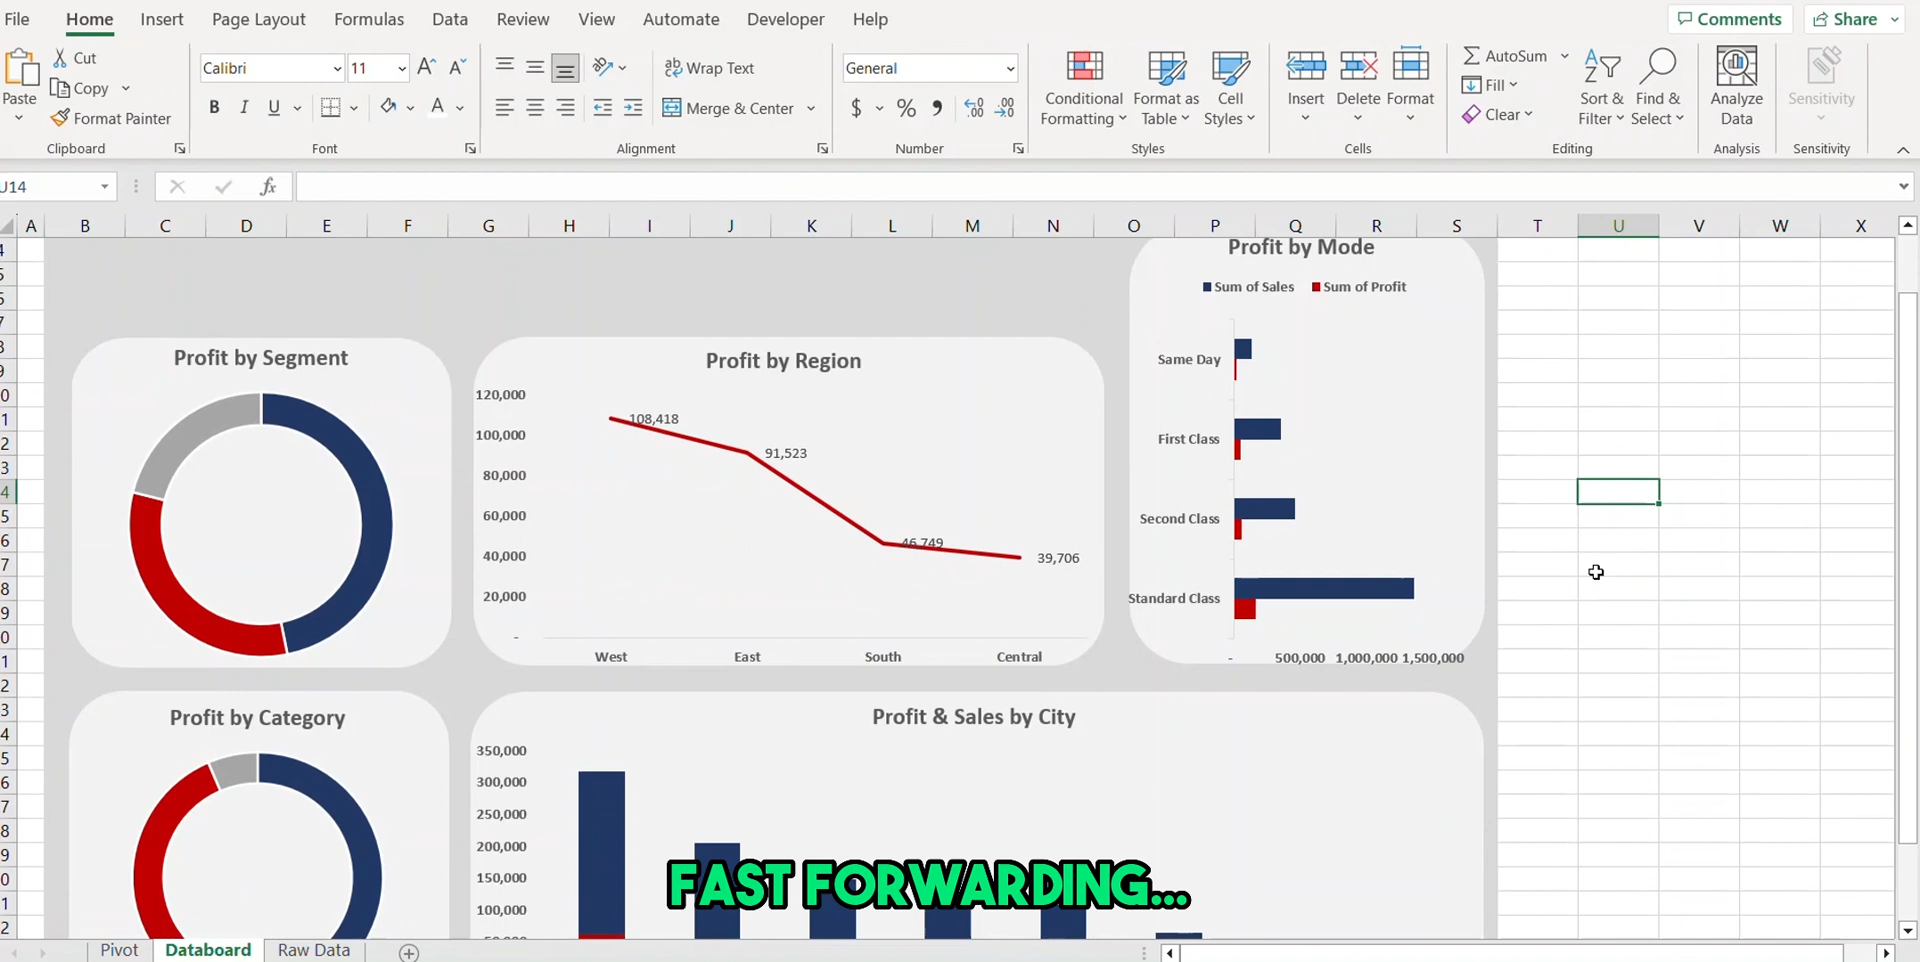 File Home Insert Page Layout Formulas Data Review View Automate Developer Help Comments Share
Cut
Copy
Format Painter
Paste
Clipboard
Calibri 11
B I U
Font
Wrap Text
Merge & Center
Alignment
General
$ % ,
Number
Conditional Formatting
Format as Table
Cell Styles
Styles
Insert Delete Format
Cells
AutoSum
Fill
Clear
Sort & Filter
Find & Select
Editing
Analyze Data
Analysis
Sensitivity
Sensitivity
U14 fx
A B C D E F G H I J K L M N O P Q R S T U V W X
Profit by Mode
Sum of Sales Sum of Profit
Same Day
First Class
Second Class
Standard Class
- 500,000 1,000,000 1,500,000
Profit by Segment
Profit by Region
120,000
100,000
80,000
60,000
40,000
20,000
-
108,418
91,523
46,749
39,706
West East South Central
Profit by Category
Profit & Sales by City
350,000
300,000
250,000
200,000
150,000
100,000
FAST FORWARDING...
Pivot Databoard Raw Data